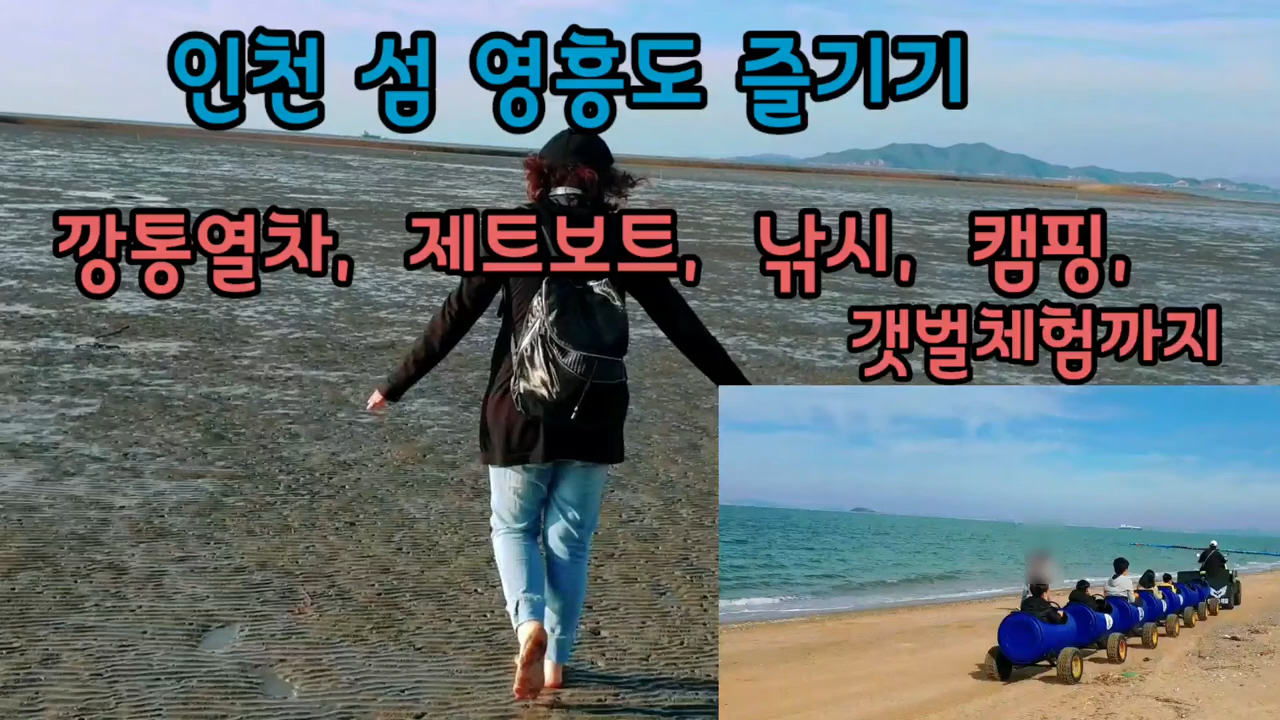 인천 섬 영흥도 즐기기
깡통열차, 제트보트, 낚시, 캠핑,
갯벌체험까지